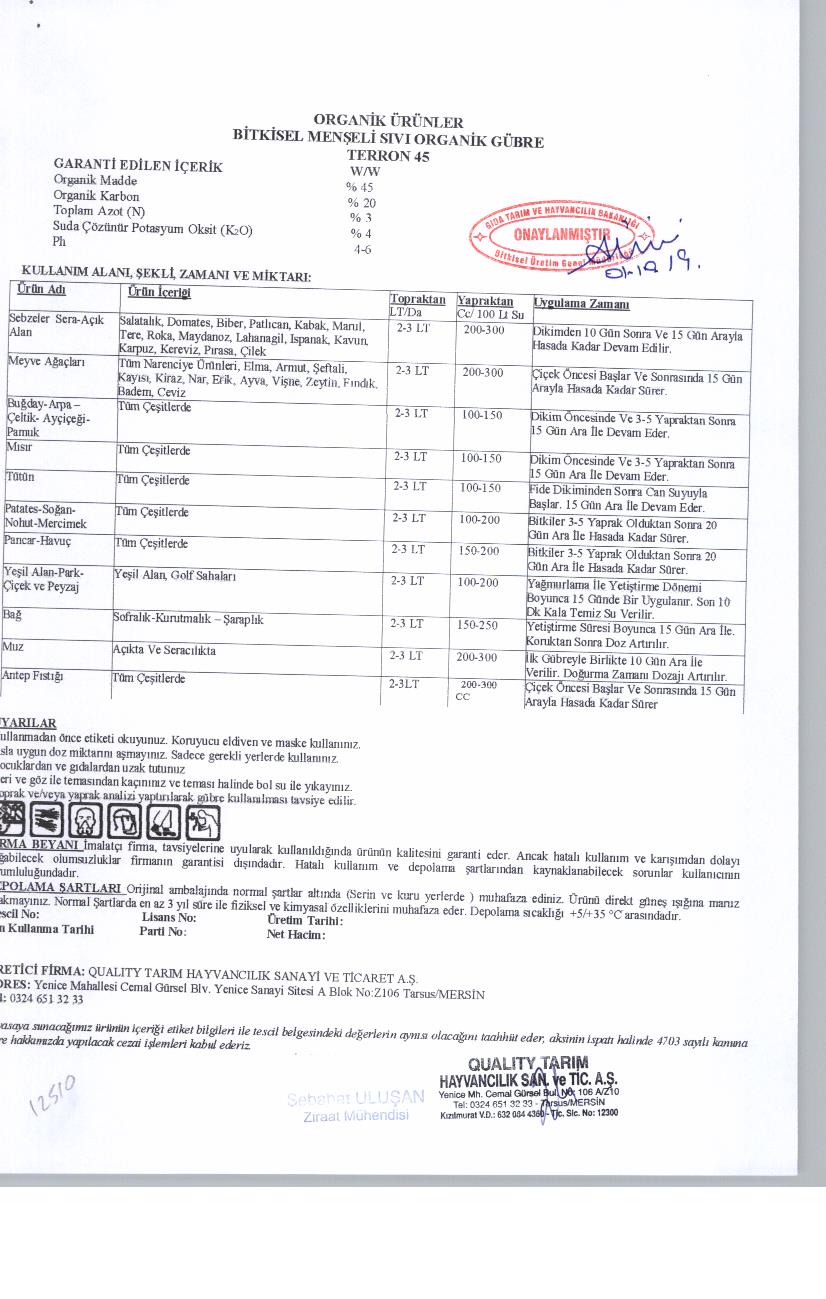 ORGANİK ÜRÜNLER
BİTKİSEL MENŞELİ SIVI ORGANİK GÜBRE
TERRON 45
GARANTİ EDİLEN İÇERİK W/W
Organik Madde % 45
Organik Karbon % 20
Toplam Azot (N) % 3
Suda Çözünür Potasyum Oksit (K2O) % 4
Ph 4-6
GIDA TARIM VE HAYVANCILIK BAKANLIĞI
ONAYLANMIŞTIR
Bitkisel Üretim Genel
KULLANIM ALANI, ŞEKLİ, ZAMANI VE MİKTARI:
Ürün Adı Ürün İçeriği Topraktan Yapraktan Uygulama Zamanı
LT/Da Cc/ 100 Lt Su
Sebzeler Sera-Açık Salatalık, Domates, Biber, Patlıcan, Kabak, Marul, 2-3 LT 200-300 Dikimden 10 Gün Sonra Ve 15 Gün Arayla
Alan Tere, Roka, Maydanoz, Lahanagil, Ispanak, Kavun, Hasada Kadar Devam Edilir.
Karpuz, Kereviz, Pırasa, Çilek
Meyve Ağaçları Tüm Narenciye Ürünleri, Elma, Armut, Şeftali, 2-3 LT 200-300 Çiçek Öncesi Başlar Ve Sonrasında 15 Gün
Kayısı, Kiraz, Nar, Erik, Ayva, Vişne, Zeytin, Fındık, Arayla Hasada Kadar Sürer.
Badem, Ceviz
Buğday-Arpa – Tüm Çeşitlerde 2-3 LT 100-150 Dikim Öncesinde Ve 3-5 Yapraktan Sonra
Çeltik- Ayçiçeği- 15 Gün Ara İle Devam Eder.
Pamuk
Mısır Tüm Çeşitlerde 2-3 LT 100-150 Dikim Öncesinde Ve 3-5 Yapraktan Sonra
15 Gün Ara İle Devam Eder.
Tütün Tüm Çeşitlerde 2-3 LT 100-150 Fide Dikiminden Sonra Can Suyuyla
Başlar. 15 Gün Ara İle Devam Eder.
Patates-Soğan- Tüm Çeşitlerde 2-3 LT 100-200 Bitkiler 3-5 Yaprak Olduktan Sonra 20
Nohut-Mercimek Gün Ara İle Hasada Kadar Sürer.
Pancar-Havuç Tüm Çeşitlerde 2-3 LT 150-200 Bitkiler 3-5 Yaprak Olduktan Sonra 20
Gün Ara İle Hasada Kadar Sürer.
Yeşil Alan-Park- Yeşil Alan, Golf Sahaları 2-3 LT 100-200 Yağmurlama İle Yetiştirme Dönemi
Çiçek ve Peyzaj Boyunca 15 Günde Bir Uygulanır. Son 10
Dk Kala Temiz Su Verilir.
Bağ Sofralık-Kurutmalık – Şaraplık 2-3 LT 150-250 Yetiştirme Süresi Boyunca 15 Gün Ara İle.
Koruktan Sonra Doz Artırılır.
Muz Açıkta Ve Seracılıkta 2-3 LT 200-300 İlk Gübreyle Birlikte 10 Gün Ara İle
Verilir. Doğurma Zamanı Dozajı Artırılır.
Antep Fıstığı Tüm Çeşitlerde 2-3LT 200-300 Çiçek Öncesi Başlar Ve Sonrasında 15 Gün
CC Arayla Hasada Kadar Sürer
YARILAR
ullanmadan önce etiketi okuyunuz. Koruyucu eldiven ve maske kullanınız.
sla uygun doz miktarını aşmayınız. Sadece gerekli yerlerde kullanınız.
ocuklardan ve gıdalardan uzak tutunuz
eri ve göz ile temasından kaçınınız ve teması halinde bol su ile yıkayınız.
oprak ve/veya yaprak analizi yaptırılarak gübre kullanılması tavsiye edilir.
RMA BEYANI İmalatçı firma, tavsiyelerine uyularak kullanıldığında ürünün kalitesini garanti eder. Ancak hatalı kullanım ve karışımdan dolayı
ğabilecek olumsuzluklar firmanın garantisi dışındadır. Hatalı kullanım ve depolama şartlarından kaynaklanabilecek sorunlar kullanıcının
umluluğundadır.
EPOLAMA ŞARTLARI Orijinal ambalajında normal şartlar altında (Serin ve kuru yerlerde ) muhafaza ediniz. Ürünü direkt güneş ışığına maruz
akmayınız. Normal Şartlarda en az 3 yıl süre ile fiziksel ve kimyasal özelliklerini muhafaza eder. Depolama sıcaklığı +5/+35 °C arasındadır.
escil No: Lisans No: Üretim Tarihi:
n Kullanma Tarihi Parti No: Net Hacim:
RETİCİ FİRMA: QUALITY TARIM HAYVANCILIK SANAYİ VE TİCARET A.Ş.
DRES: Yenice Mahallesi Cemal Gürsel Blv. Yenice Sanayi Sitesi A Blok No:Z106 Tarsus/MERSİN
l: 0324 651 32 33
yasaya sunacağımız ürünün içeriği etiket bilgileri ile tescil belgesindeki değerlerin aynısı olacağını taahhüt eder, aksinin ispatı halinde 4703 sayılı kanuna
re hakkımızda yapılacak cezai işlemleri kabul ederiz.
12510
Sebahat ULUŞAN
Ziraat Mühendisi
QUALITY TARIM
HAYVANCILIK SAN. ve TİC. A.Ş.
Yenice Mh. Cemal Gürsel Bul. No: 106 A/Z10
Tel: 0324 651 32 33 - Tarsus/MERSİN
Kızılmurat V.D.: 632 084 4360 - Tic. Sic. No: 12300